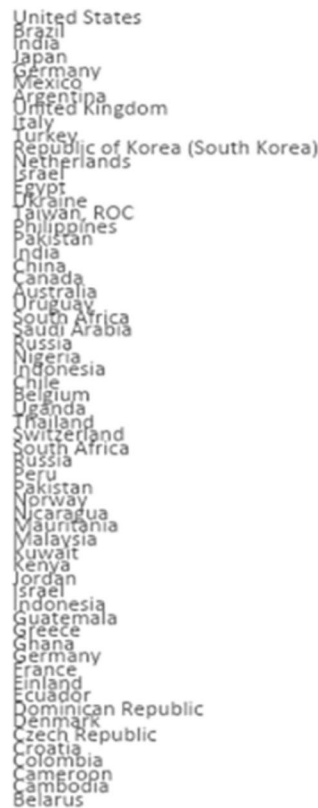 United States
Brazil
India
Japan
Germany
Mexico
Argentina
United Kingdom
Italy
Turkey
Republic of Korea (South Korea)
Netherlands
Israel
Egypt
Ukraine
Taiwan, ROC
Philippines
Pakistan
India
China
Canada
Australia
Uruguay
South Africa
Saudi Arabia
Russia
Nigeria
Indonesia
Chile
Belgium
Uganda
Thailand
Switzerland
South Africa
Russia
Peru
Pakistan
Norway
Nicaragua
Mauritania
Malaysia
Kuwait
Kenya
Jordan
Israel
Indonesia
Guatemala
Greece
Ghana
Germany
France
Finland
Ecuador
Dominican Republic
Denmark
Czech Republic
Croatia
Colombia
Cameroon
Cambodia
Belarus